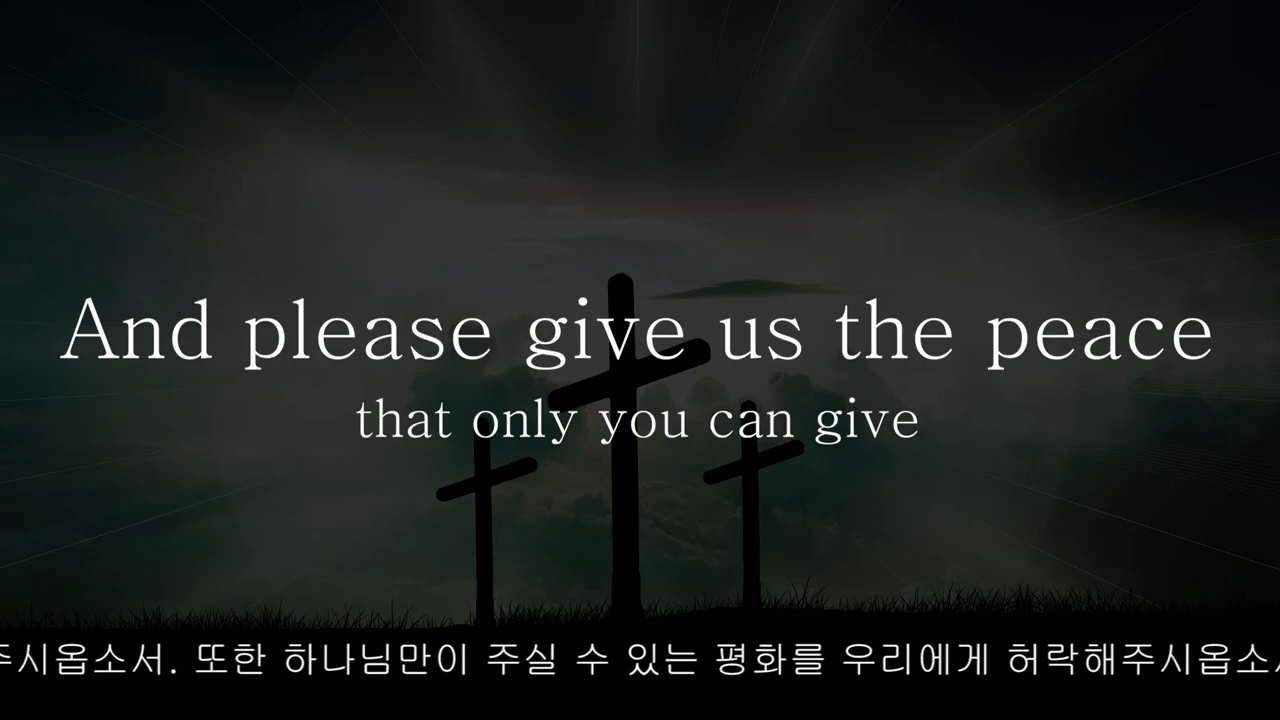 And please give us the peace
that only you can give
주시옵소서. 또한 하나님만이 주실 수 있는 평화를 우리에게 허락해주시옵소